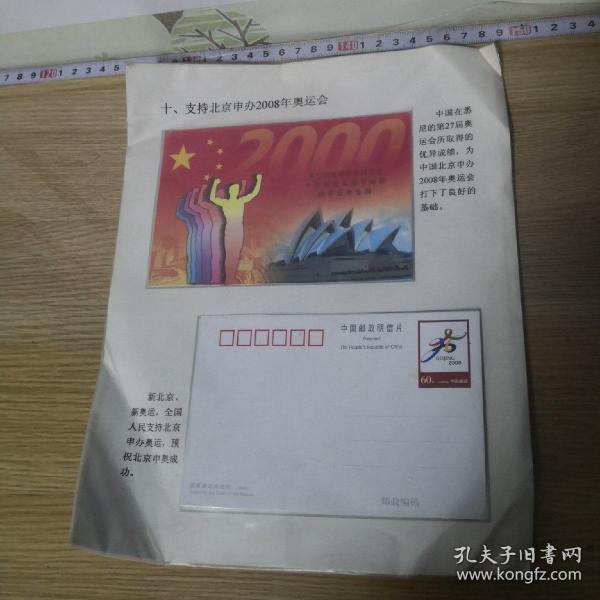 十、支持北京申办2008年奥运会
中国在悉
尼的第27届奥
运会所取得的
优异成绩，为
中国北京申办
2008年奥运会
打下了良好的
基础。
2000
中国邮政明信片
Postcard
The People's Republic of China
BEIJING
2008
60
新北京、
新奥运，全国
人民支持北京
申办奥运，预
祝北京申奥成
功。
邮政编码
孔夫子旧书网
www.kongfz.com